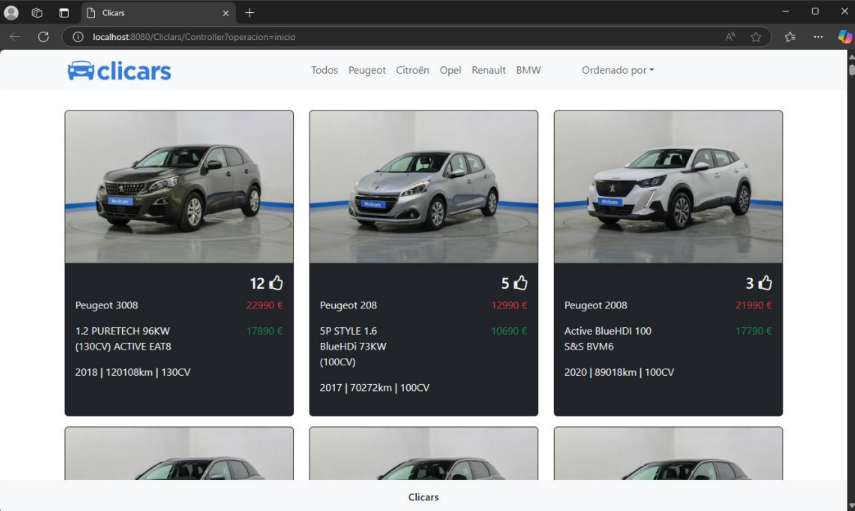 Clicars
localhost:8080/Cliclars/Controller?operacion=inicio
clicars
Todos Peugeot Citroën Opel Renault BMW Ordenado por
12
Peugeot 3008 22990 €
1.2 PURETECH 96KW 17890 €
(130CV) ACTIVE EAT8
2018 | 120108km | 130CV
5
Peugeot 208 12990 €
5P STYLE 1.6 10690 €
BlueHDi 73KW
(100CV)
2017 | 70272km | 100CV
3
Peugeot 2008 21990 €
Active BlueHDI 100 17790 €
S&S BVM6
2020 | 89018km | 100CV
Clicars